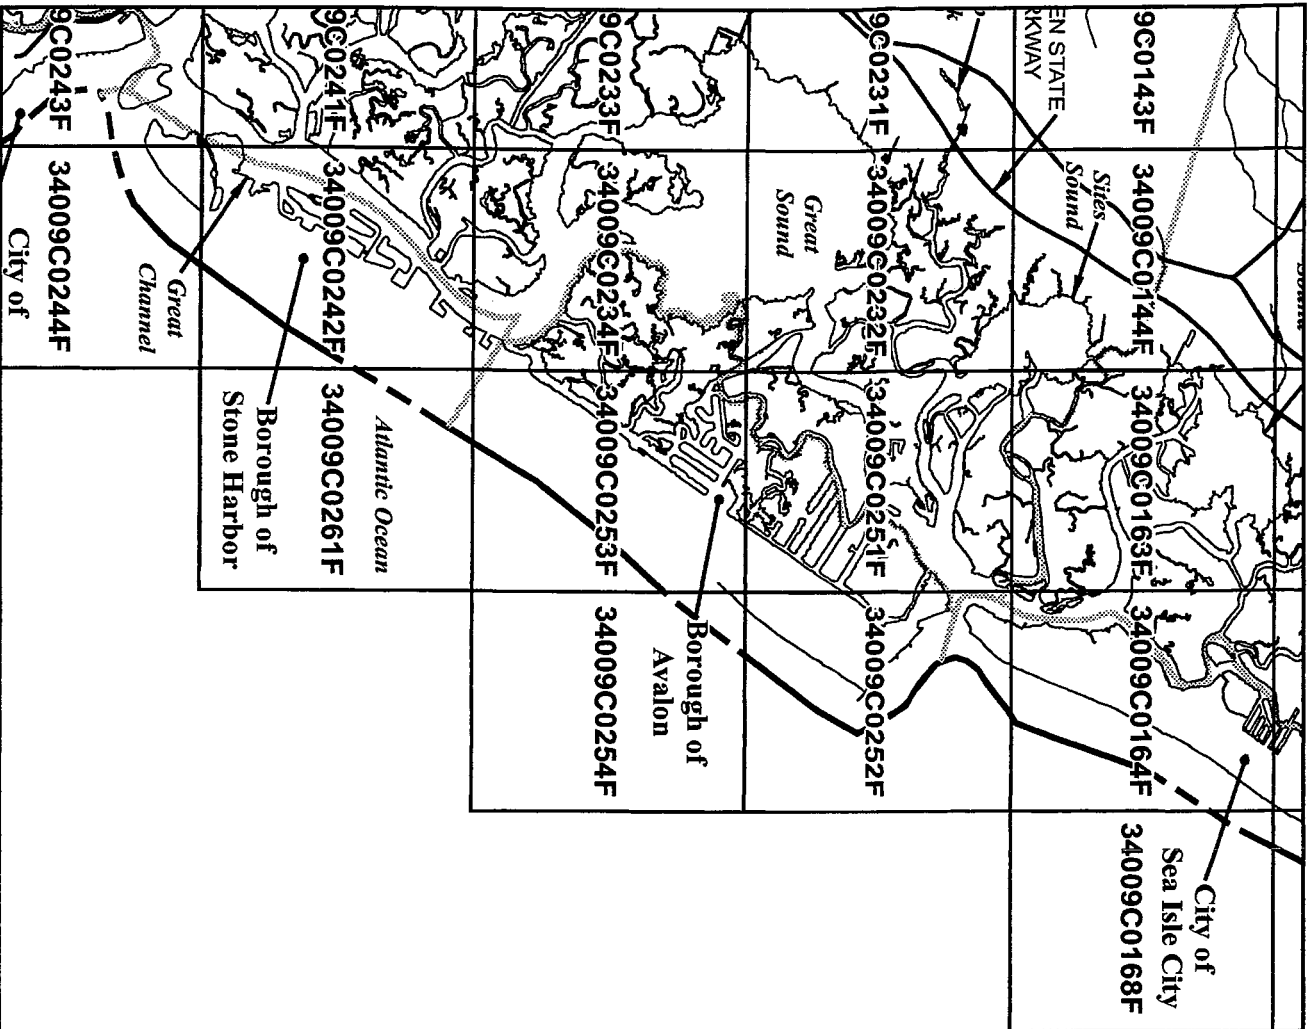 City of
Sea Isle City
9C0143F 34009C0144F 34009C0163F 34009C0164F 34009C0168F
Sites
Sound
EN STATE
RKWAY
k
9C0231F 34009C0232F 34009C0251F 34009C0252F
Great
Sound
Borough of
Avalon
9C0233F 34009C0234F 34009C0253F 34009C0254F
Atlantic Ocean
9C0241F 34009C0242F 34009C0261F
Borough of
Stone Harbor
Great
Channel
9C0243F 34009C0244F
City of